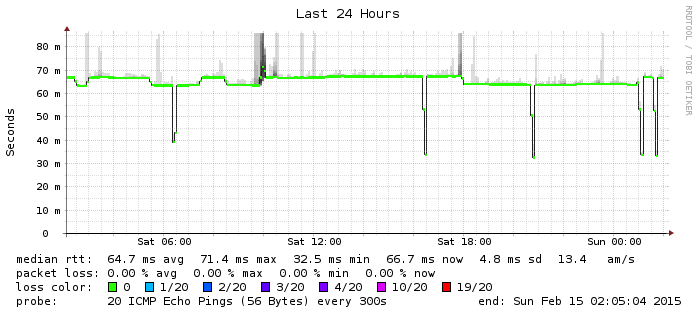 Last 24 Hours
RRDTOOL / TOBI OETIKER
Seconds
80 m
70 m
60 m
50 m
40 m
30 m
20 m
10 m
0
Sat 06:00 Sat 12:00 Sat 18:00 Sun 00:00
median rtt: 64.7 ms avg 71.4 ms max 32.5 ms min 66.7 ms now 4.8 ms sd 13.4 am/s
packet loss: 0.00 % avg 0.00 % max 0.00 % min 0.00 % now
loss color: 0 1/20 2/20 3/20 4/20 10/20 19/20
probe: 20 ICMP Echo Pings (56 Bytes) every 300s end: Sun Feb 15 02:05:04 2015